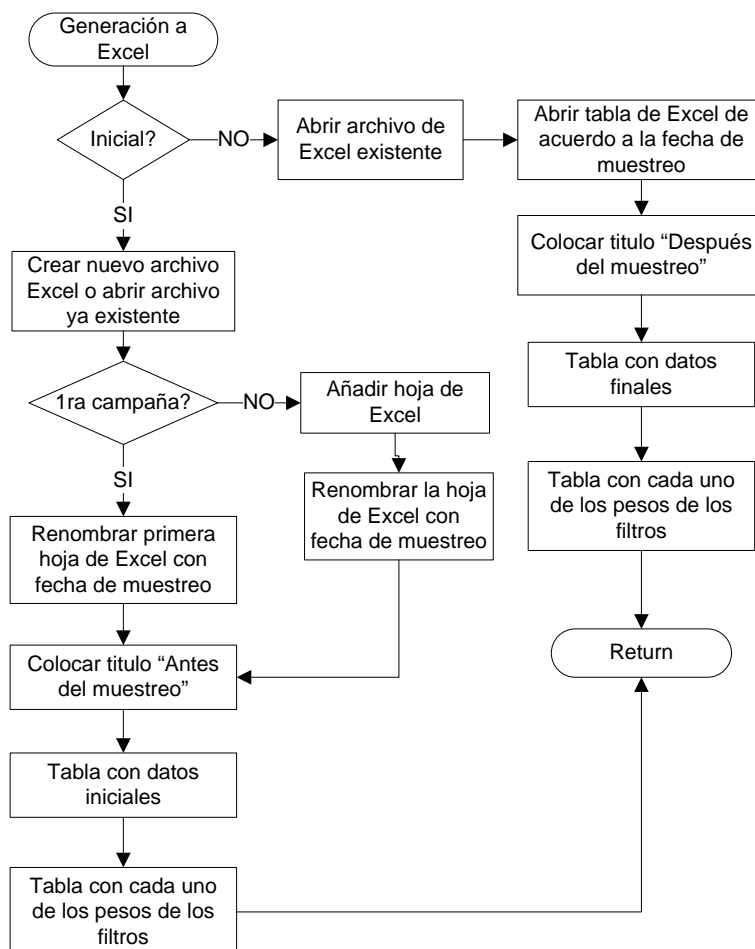 Generación a
Excel
Inicial?
NO
Abrir archivo de
Excel existente
Abrir tabla de Excel de
acuerdo a la fecha de
muestreo
SI
Colocar titulo “Después
del muestreo”
Crear nuevo archivo
Excel o abrir archivo
ya existente
Tabla con datos
finales
1ra campaña?
NO
Añadir hoja de
Excel
SI
Renombrar la hoja
de Excel con
fecha de muestreo
Tabla con cada uno
de los pesos de los
filtros
Renombrar primera
hoja de Excel con
fecha de muestreo
Colocar titulo “Antes
del muestreo”
Return
Tabla con datos
iniciales
Tabla con cada uno
de los pesos de los
filtros